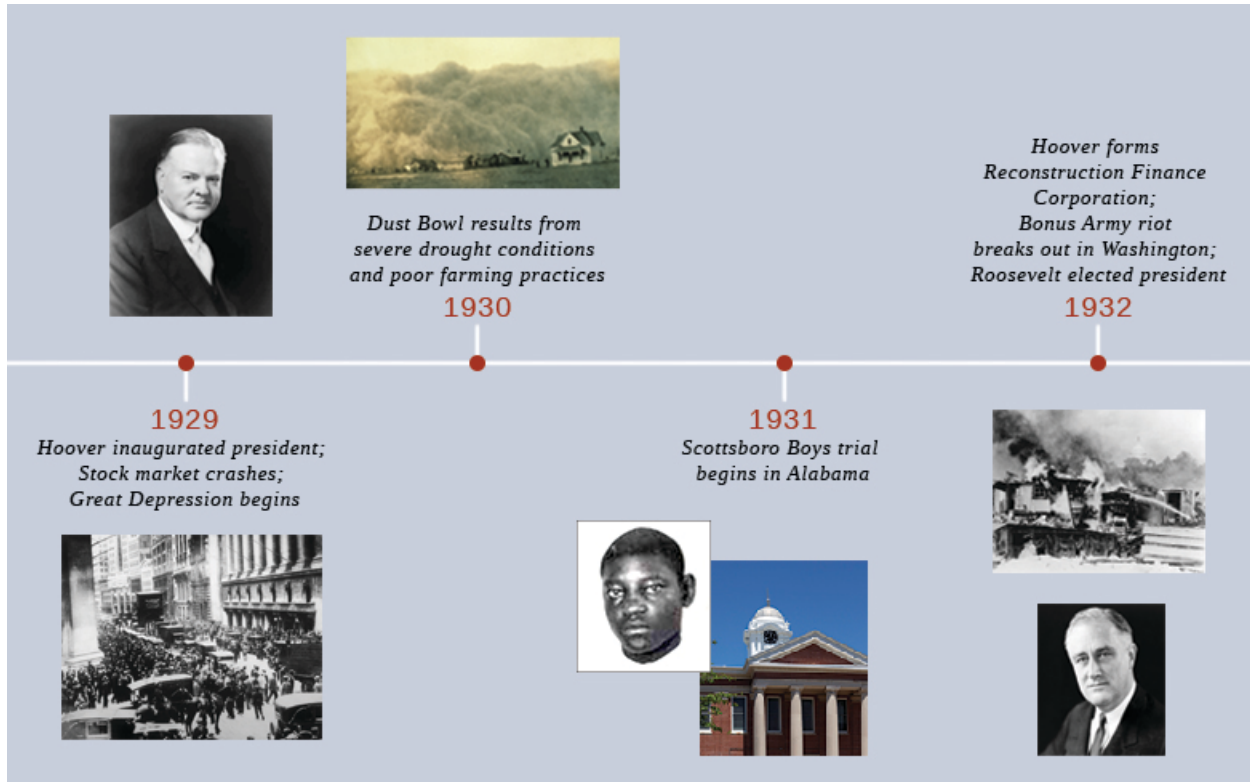 1929
Hoover inaugurated president;
Stock market crashes;
Great Depression begins
Dust Bowl results from
severe drought conditions
and poor farming practices
1930
1931
Scottsboro Boys trial
begins in Alabama
Hoover forms
Reconstruction Finance
Corporation;
Bonus Army riot
breaks out in Washington;
Roosevelt elected president
1932